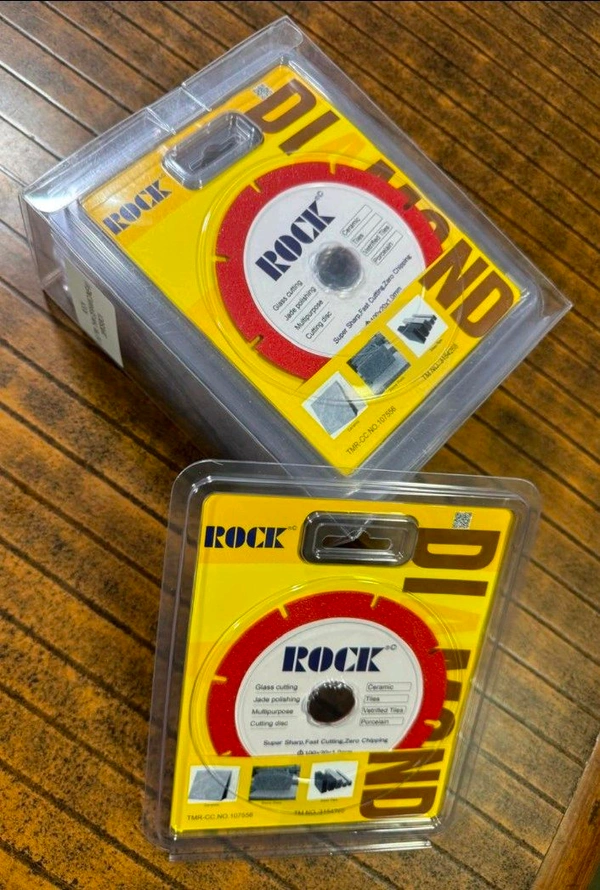 DIAMOND
ROCK
ROCK©
Ceramic
Tiles
Vetrified Tiles
Porcelain
Glass cutting
Jade polishing
Multipurpose
Cutting disc
Super Sharp,Fast Cutting,Zero Chipping
TMR-CC.NO.107556
ROCK
DIAMOND
ROCK
Glass cutting
Jade polishing
Multipurpose
Cutting disc
Ceramic
Tiles
Vetrified Tiles
Porcelain
Super Sharp,Fast Cutting,Zero Chipping
TMR-CC.NO.107556